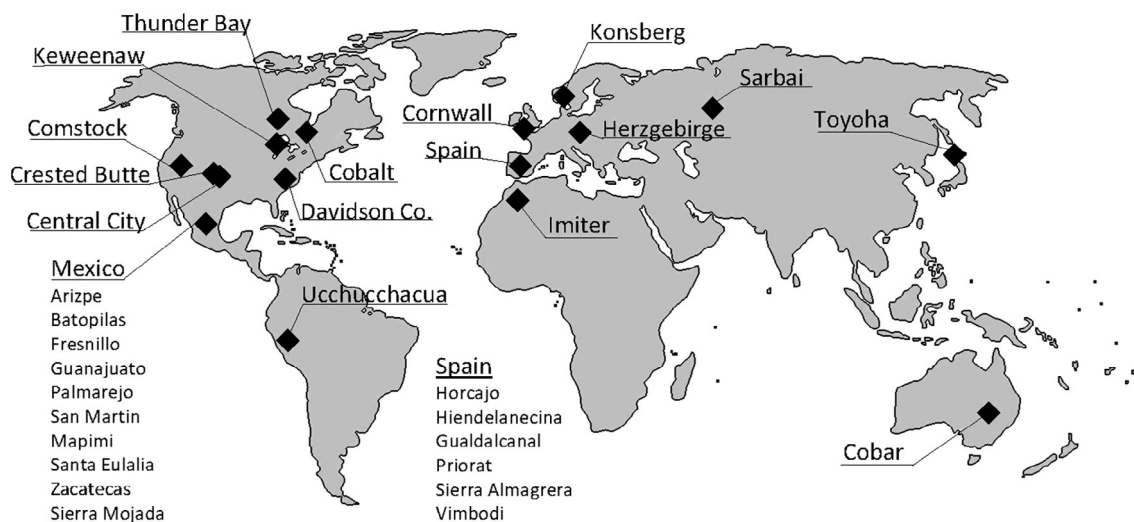 Thunder Bay
Konsberg
Keweenaw
Sarbai
Cornwall
Comstock
Herzgebirge
Toyoha
Spain
Crested Butte
Cobalt
Central City
Davidson Co.
Imiter
Mexico
Arizpe
Batopilas
Fresnillo
Guanajuato
Palmarejo
San Martin
Mapimi
Santa Eulalia
Zacatecas
Sierra Mojada
Ucchucchacua
Spain
Horcajo
Hiendelanecina
Gualdalcanal
Priorat
Sierra Almagrera
Vimbodi
Cobar